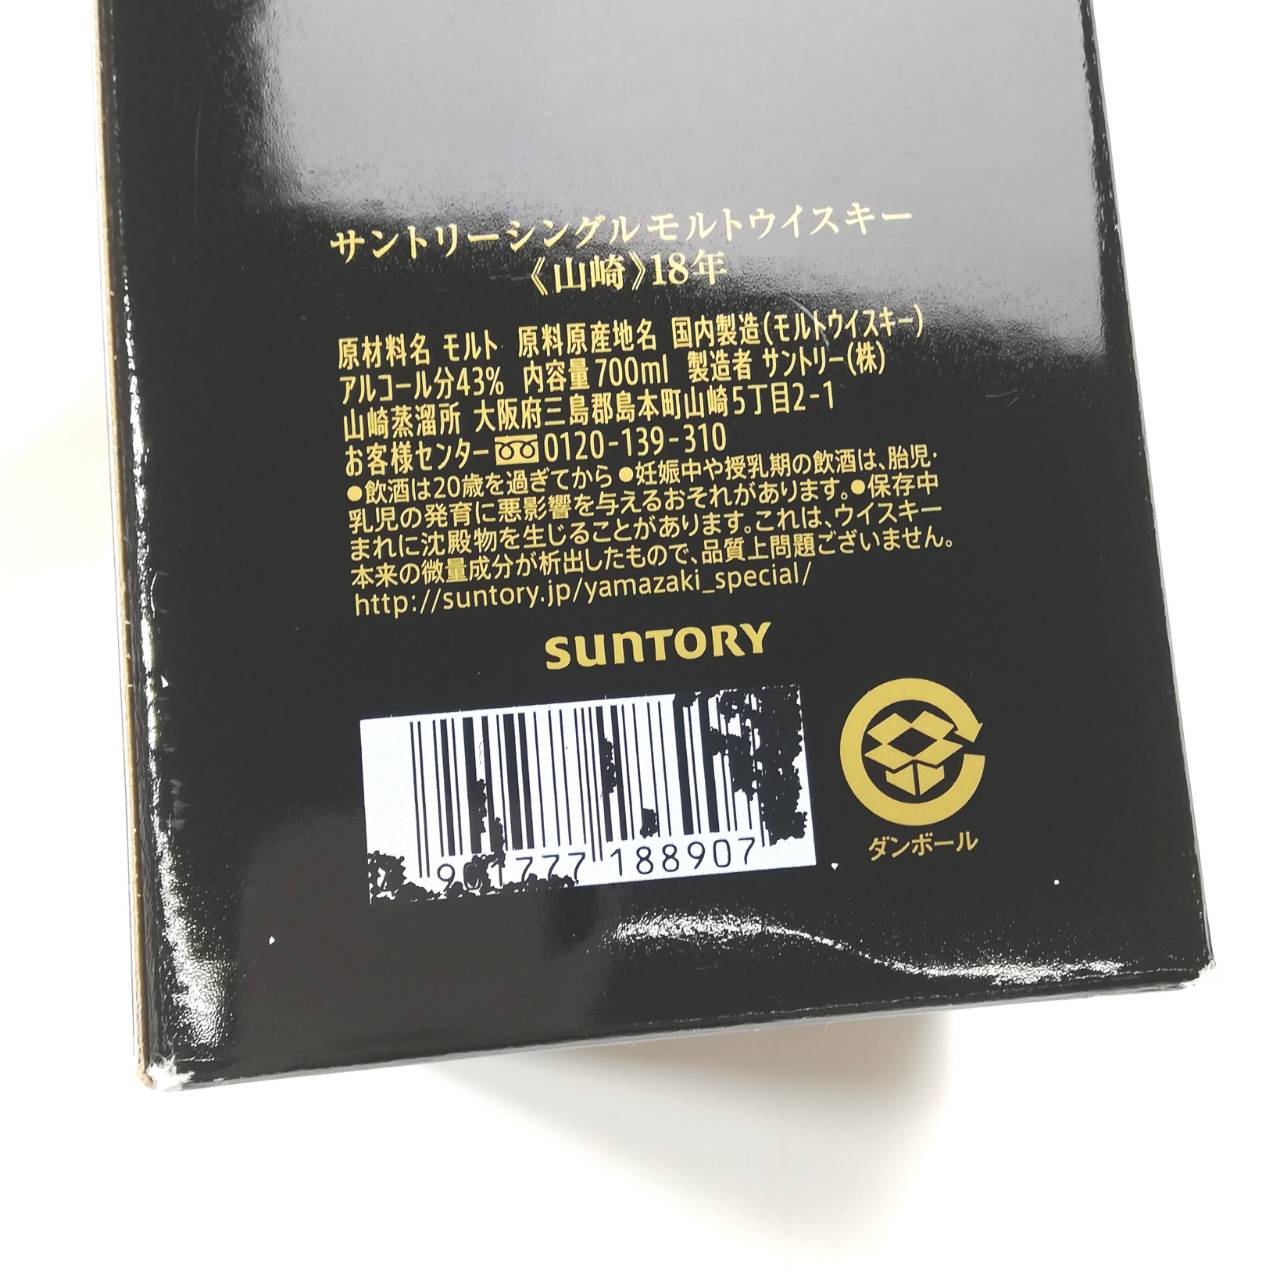 サントリーシングルモルトウイスキー
《山崎》18年
原材料名 モルト 原料原産地名 国内製造(モルトウイスキー)
アルコール分43% 内容量700ml 製造者 サントリー(株)
山崎蒸溜所 大阪府三島郡島本町山崎5丁目2-1
お客様センター 0120-139-310
●飲酒は20歳を過ぎてから ●妊娠中や授乳期の飲酒は、胎児・
乳児の発育に悪影響を与えるおそれがあります。●保存中
まれに沈殿物を生じることがあります。これは、ウイスキー
本来の微量成分が析出したもので、品質上問題ございません。
http://suntory.jp/yamazaki_special/
SUNTORY
901777 188907
ダンボール